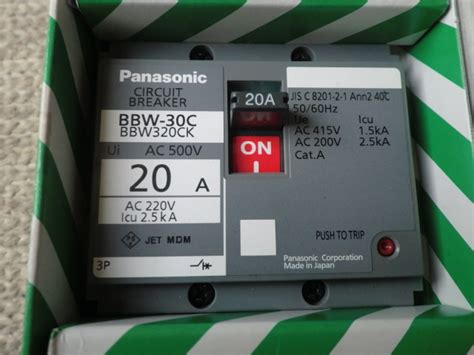 Panasonic
CIRCUIT
BREAKER
BBW-30C
BBW320CK
Ui AC 500V
20 A
AC 220V
Icu 2.5kA
JET MDM
3P
20A
ON
I
JIS C 8201-2-1 Ann2 40℃
50/60Hz
Ue Icu
AC 415V 1.5kA
AC 200V 2.5kA
Cat.A
PUSH TO TRIP
Panasonic Corporation
Made in Japan